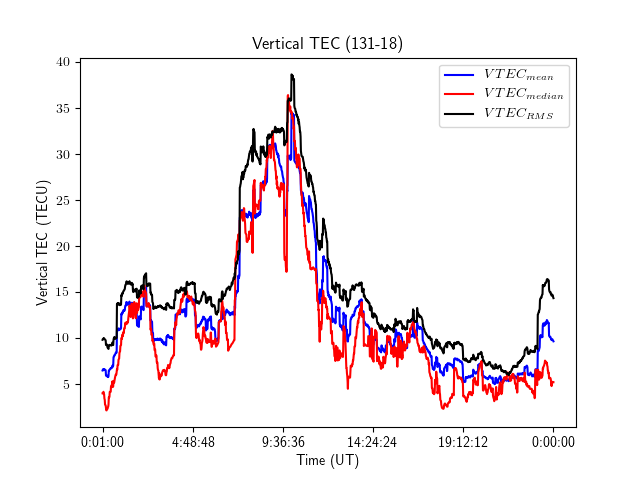 Vertical TEC (131-18)
VTEC_mean
VTEC_median
VTEC_RMS
40
35
30
25
20
15
10
5
Vertical TEC (TECU)
0:01:00 4:48:48 9:36:36 14:24:24 19:12:12 0:00:00
Time (UT)